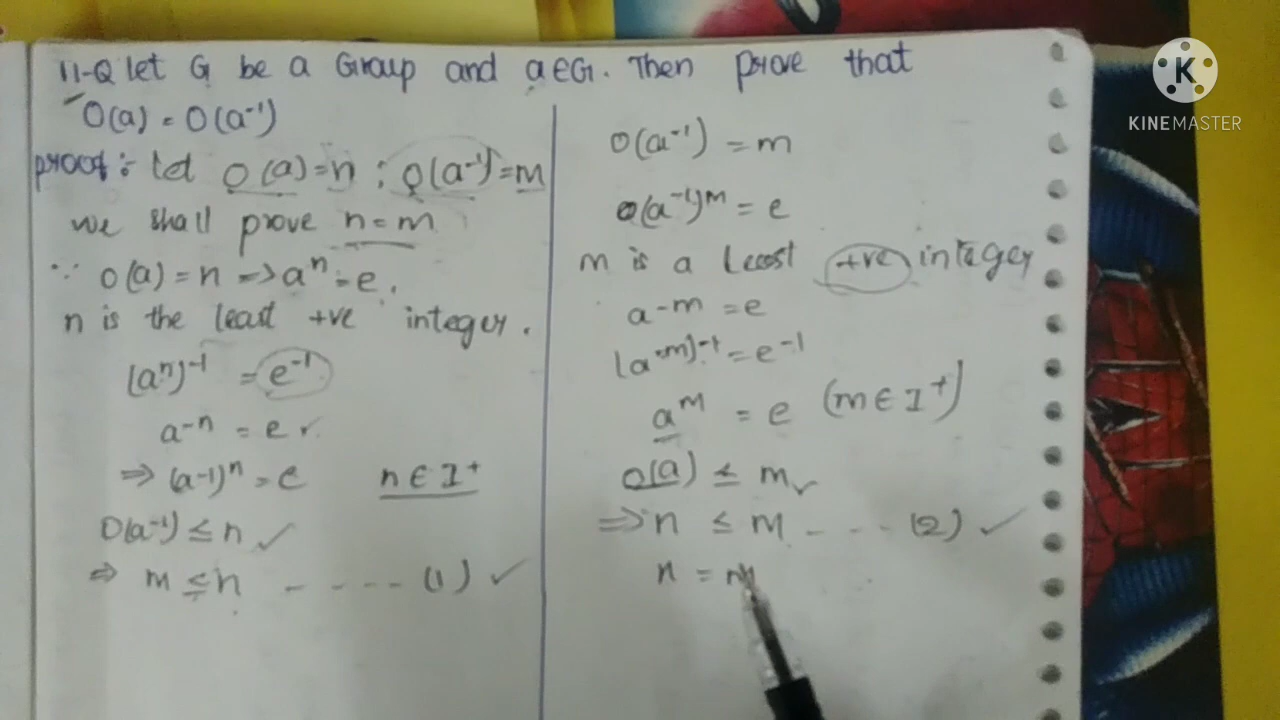 11-Q let G be a Group and a∈G. Then prove that
O(a) = O(a⁻¹)
proof : let O(a)=n ; O(a⁻¹)=m
we shall prove n=m
∵ O(a) = n => aⁿ = e.
n is the least +ve integer.
(aⁿ)⁻¹ = e⁻¹
a⁻ⁿ = e
⇒ (a⁻¹)ⁿ = e n ∈ I⁺
O(a⁻¹) ≤ n ✓
⇒ m ≤ n - - - - - (1) ✓
O(a⁻¹) = m
(a⁻¹)ᵐ = e
m is a least +ve integer
a⁻ᵐ = e
(a⁻ᵐ)⁻¹ = e⁻¹
aᵐ = e (m ∈ I⁺)
O(a) ≤ m ✓
⇒ n ≤ m - - - - (2) ✓
n = m
K
KINEMASTER